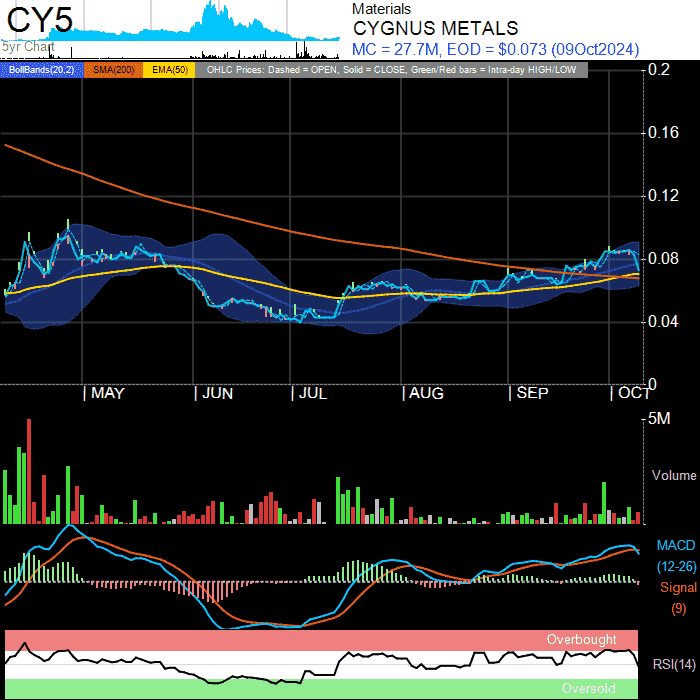 CY5
5yr Chart
Materials
CYGNUS METALS
MC = 27.7M, EOD = $0.073 (09Oct2024)
BollBands(20,2) SMA(200) EMA(50) OHLC Prices: Dashed = OPEN, Solid = CLOSE, Green/Red bars = Intra-day HIGH/LOW
0.2
0.16
0.12
0.08
0.04
0
MAY JUN JUL AUG SEP OCT
5M
Volume
MACD
(12-26)
Signal
(9)
Overbought
RSI(14)
Oversold